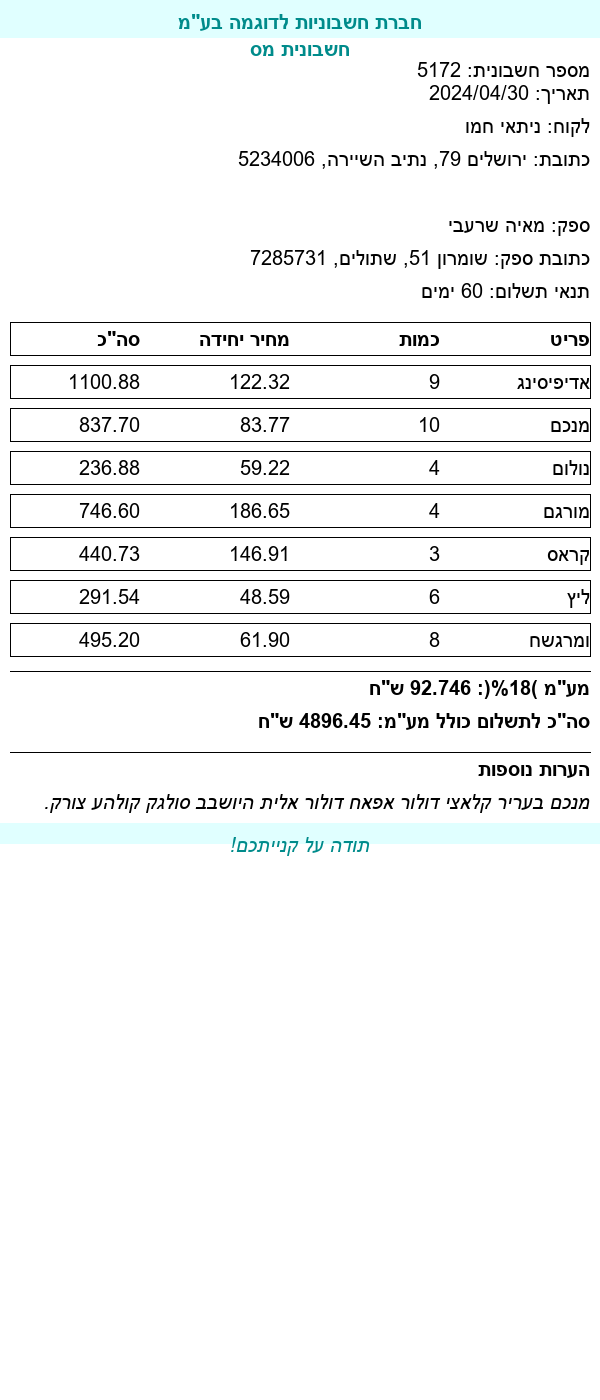 חברת חשבוניות לדוגמה בע"מ
חשבונית מס
מספר חשבונית: 5172
תאריך: 2024/04/30
לקוח: ניתאי חמו
כתובת: ירושלים 79, נתיב השיירה, 5234006
ספק: מאיה שרעבי
כתובת ספק: שומרון 51, שתולים, 7285731
תנאי תשלום: 60 ימים
פריט כמות מחיר יחידה סה"כ
אדיפיסינג 9 122.32 1100.88
מנכם 10 83.77 837.70
נולום 4 59.22 236.88
מורגם 4 186.65 746.60
קראס 3 146.91 440.73
ליץ 6 48.59 291.54
ומרגשח 8 61.90 495.20
מע"מ )18%(: 92.746 ש"ח
סה"כ לתשלום כולל מע"מ: 4896.45 ש"ח
הערות נוספות
מנכם בעריר קלאצי דולור אפאח דולור אלית היושבב סולגק קולהע צורק.
תודה על קנייתכם!